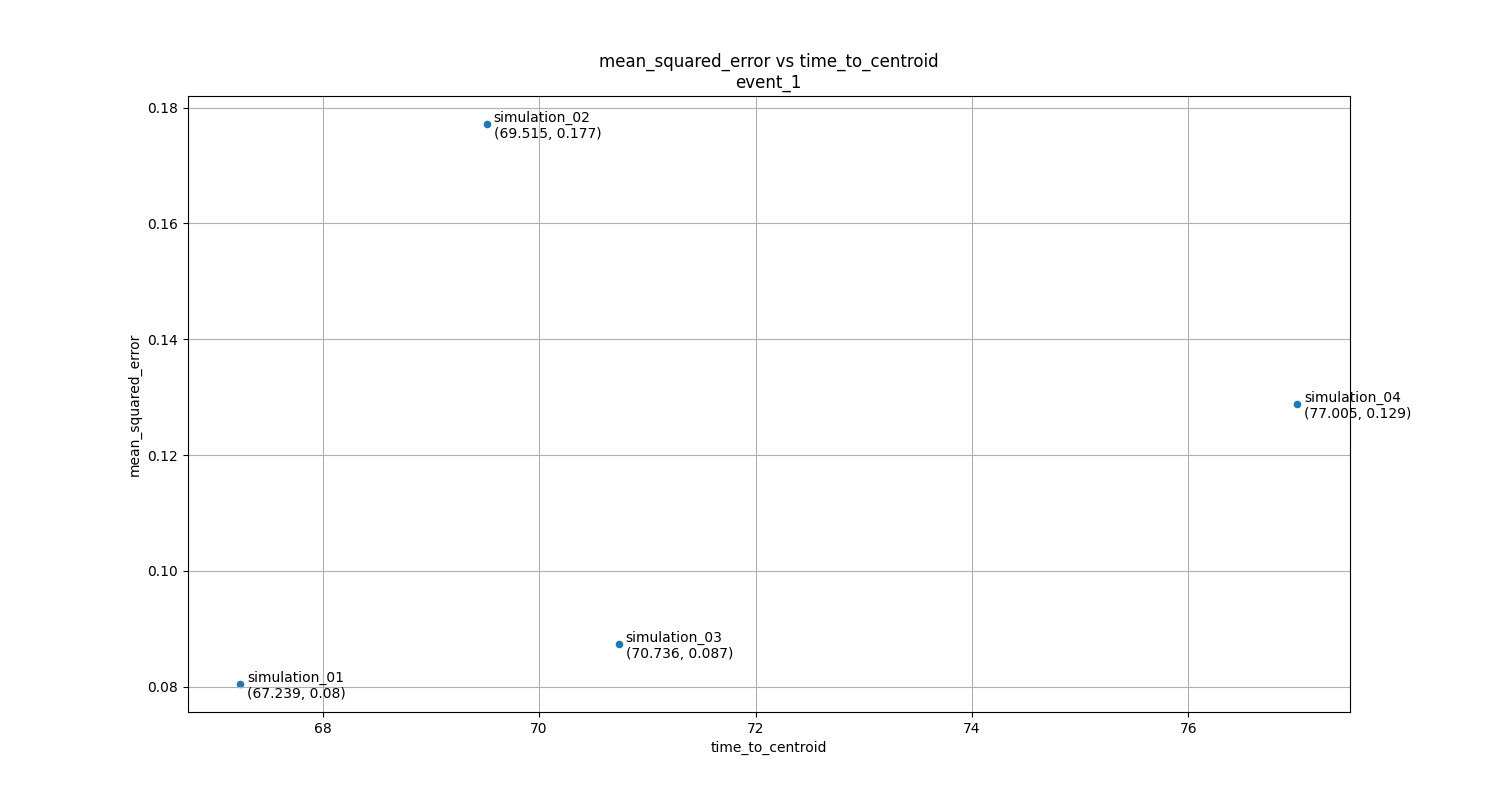 mean_squared_error vs time_to_centroid
event_1
0.18
0.16
0.14
0.12
0.10
0.08
mean_squared_error
simulation_02
(69.515, 0.177)
simulation_04
(77.005, 0.129)
simulation_03
(70.736, 0.087)
simulation_01
(67.239, 0.08)
68
70
72
74
76
time_to_centroid